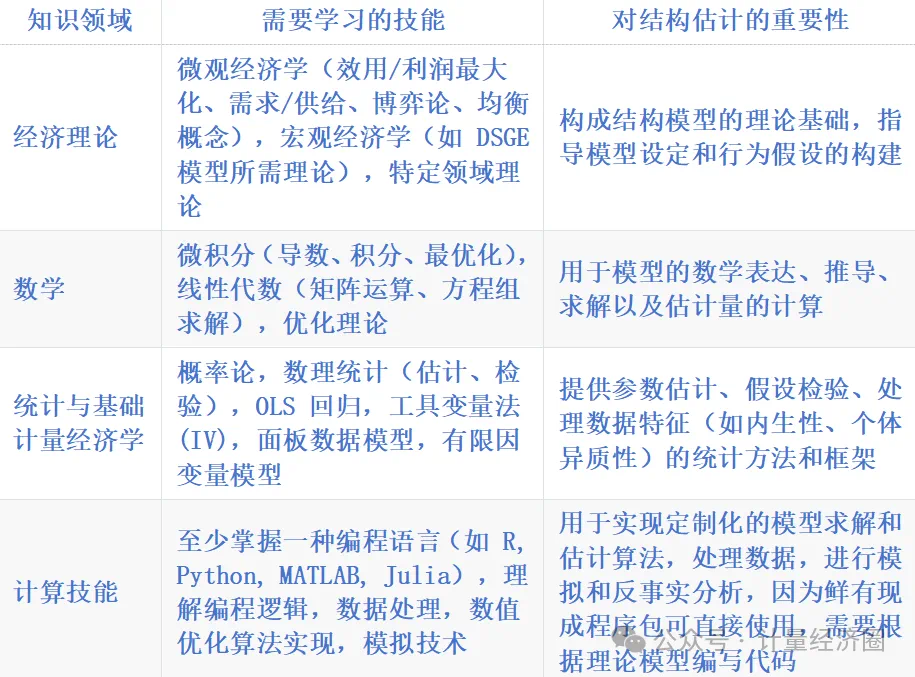 知识领域
需要学习的技能
对结构估计的重要性
经济理论
微观经济学（效用/利润最大
化、需求/供给、博弈论、均衡
概念），宏观经济学（如 DSGE
模型所需理论），特定领域理
论
构成结构模型的理论基础，指
导模型设定和行为假设的构建
数学
微积分（导数、积分、最优化），
线性代数（矩阵运算、方程组
求解），优化理论
用于模型的数学表达、推导、
求解以及估计量的计算
统计与基础
计量经济学
概率论，数理统计（估计、检
验），OLS 回归，工具变量法
(IV)，面板数据模型，有限因
变量模型
提供参数估计、假设检验、处
理数据特征（如内生性、个体
异质性）的统计方法和框架
计算技能
至少掌握一种编程语言（如 R,
Python, MATLAB, Julia），理
解编程逻辑，数据处理，数值
优化算法实现，模拟技术
用于实现定制化的模型求解和
估计算法，处理数据，进行模
拟和反事实分析，因为鲜有现
成程序包可直接使用，需要根
据理论模型编写代码
公众号 · 计量经济圈